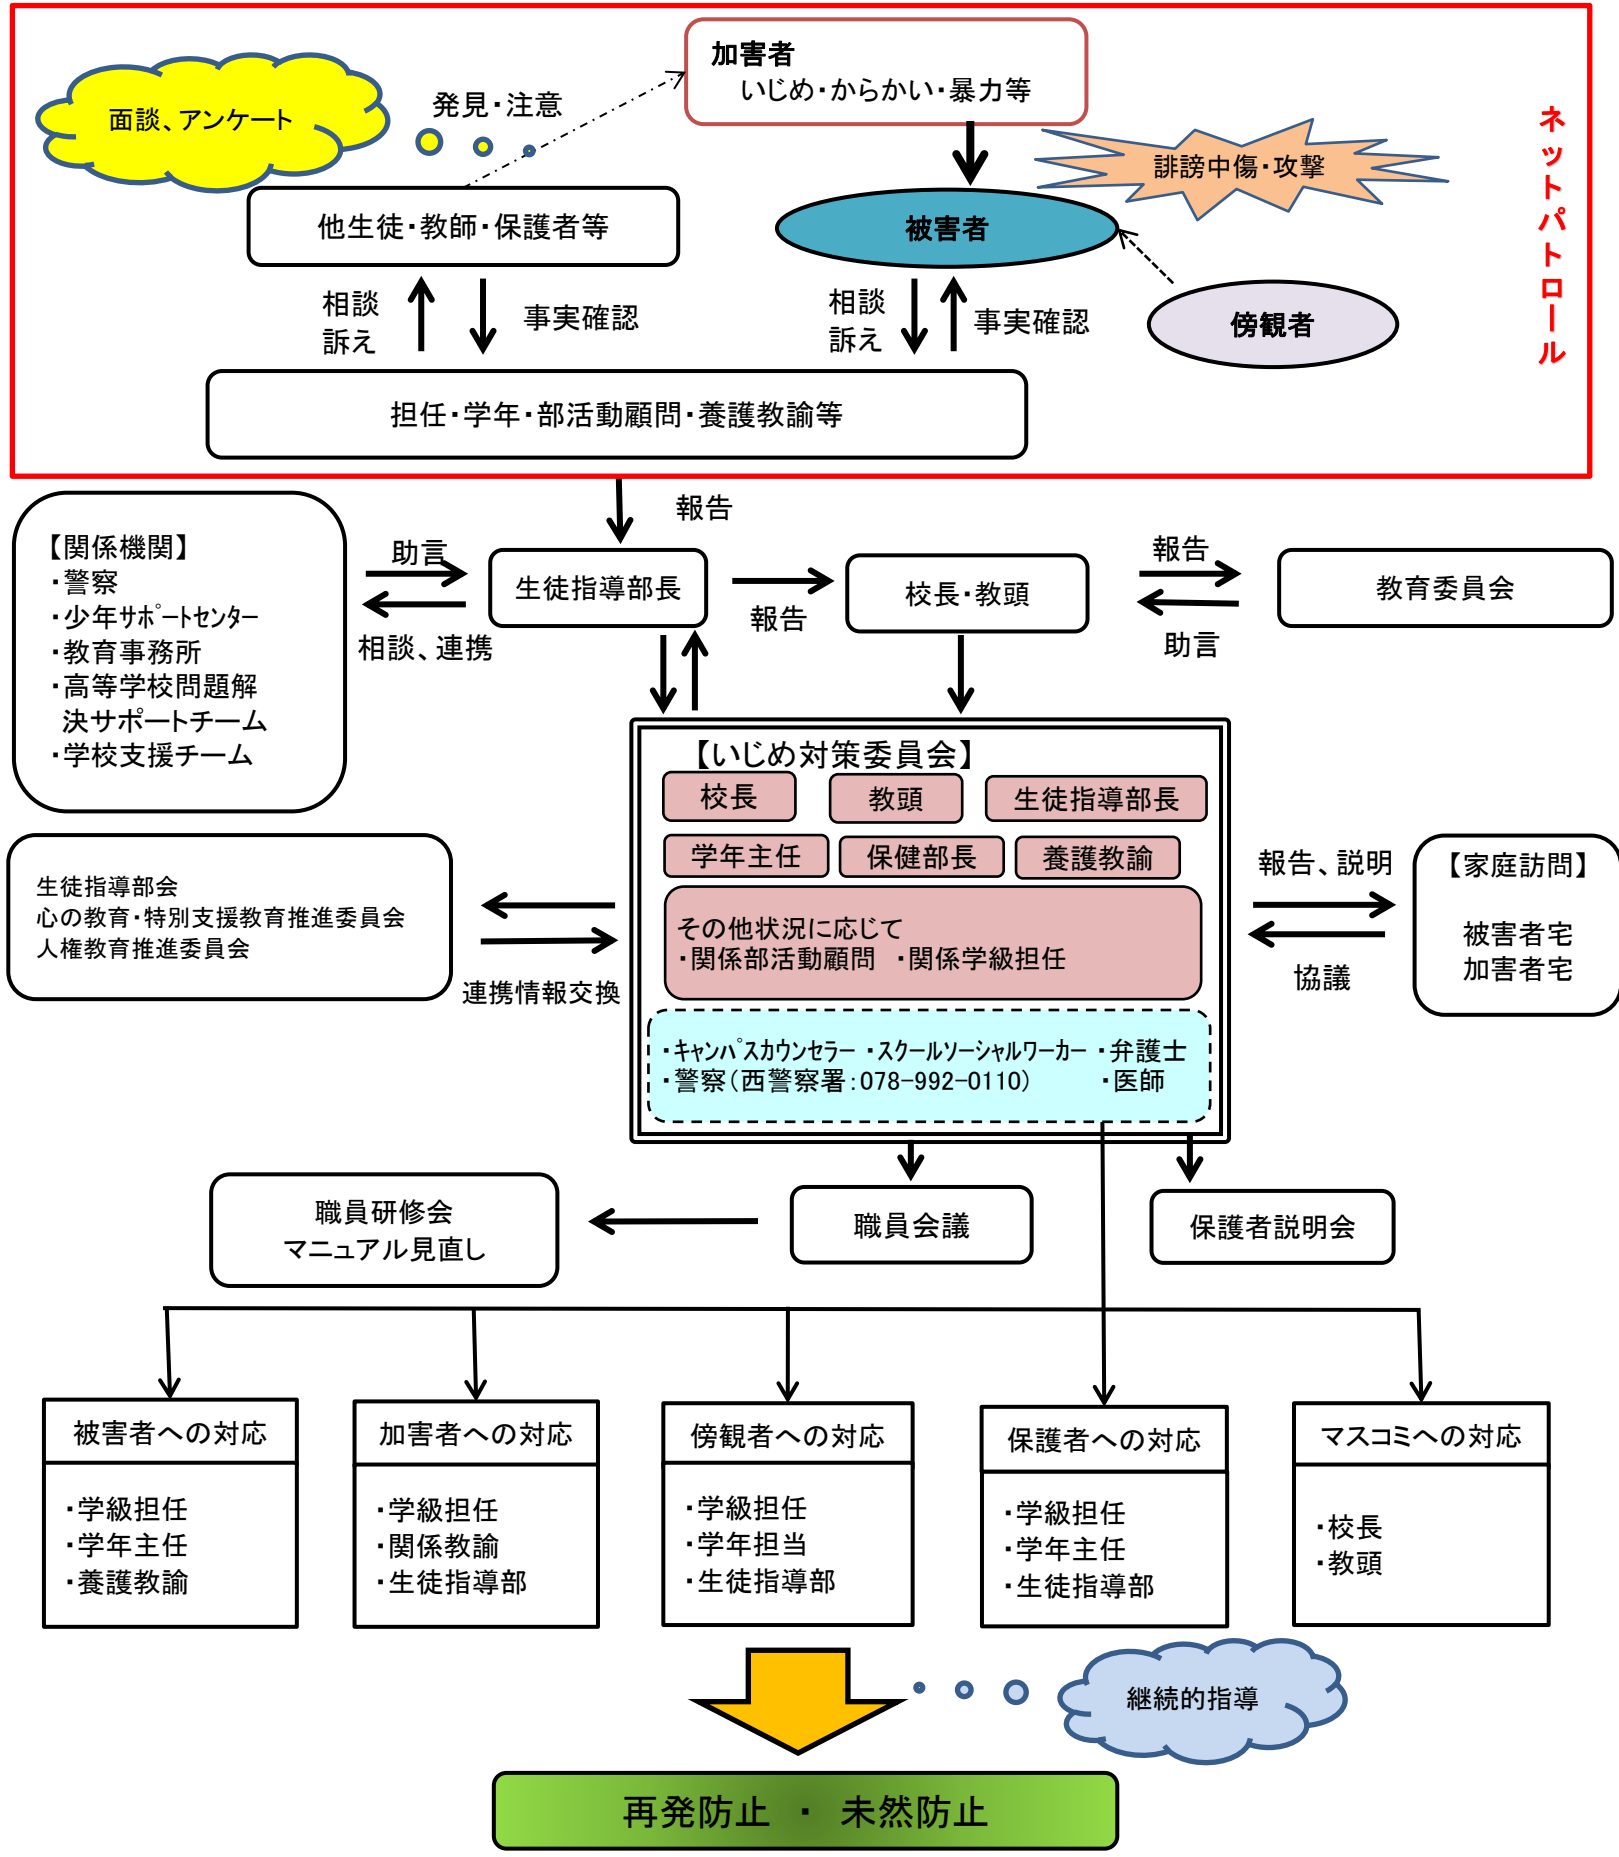 加害者
いじめ・からかい・暴力等
面談、アンケート
発見・注意
誹謗中傷・攻撃
ネットパトロール
他生徒・教師・保護者等
被害者
相談
訴え
事実確認
相談
訴え
事実確認
傍観者
担任・学年・部活動顧問・養護教諭等
報告
【関係機関】
・警察
・少年サポートセンター
・教育事務所
・高等学校問題解
決サポートチーム
・学校支援チーム
助言
相談、連携
生徒指導部長
報告
校長・教頭
報告
助言
教育委員会
【いじめ対策委員会】
校長
教頭
生徒指導部長
学年主任
保健部長
養護教諭
その他状況に応じて
・関係部活動顧問 ・関係学級担任
・キャンパスカウンセラー ・スクールソーシャルワーカー ・弁護士
・警察（西警察署：078-992-0110） ・医師
生徒指導部会
心の教育・特別支援教育推進委員会
人権教育推進委員会
連携情報交換
報告、説明
協議
【家庭訪問】
被害者宅
加害者宅
職員研修会
マニュアル見直し
職員会議
保護者説明会
被害者への対応
・学級担任
・学年主任
・養護教諭
加害者への対応
・学級担任
・関係教諭
・生徒指導部
傍観者への対応
・学級担任
・学年担当
・生徒指導部
保護者への対応
・学級担任
・学年主任
・生徒指導部
マスコミへの対応
・校長
・教頭
継続的指導
再発防止 ・ 未然防止